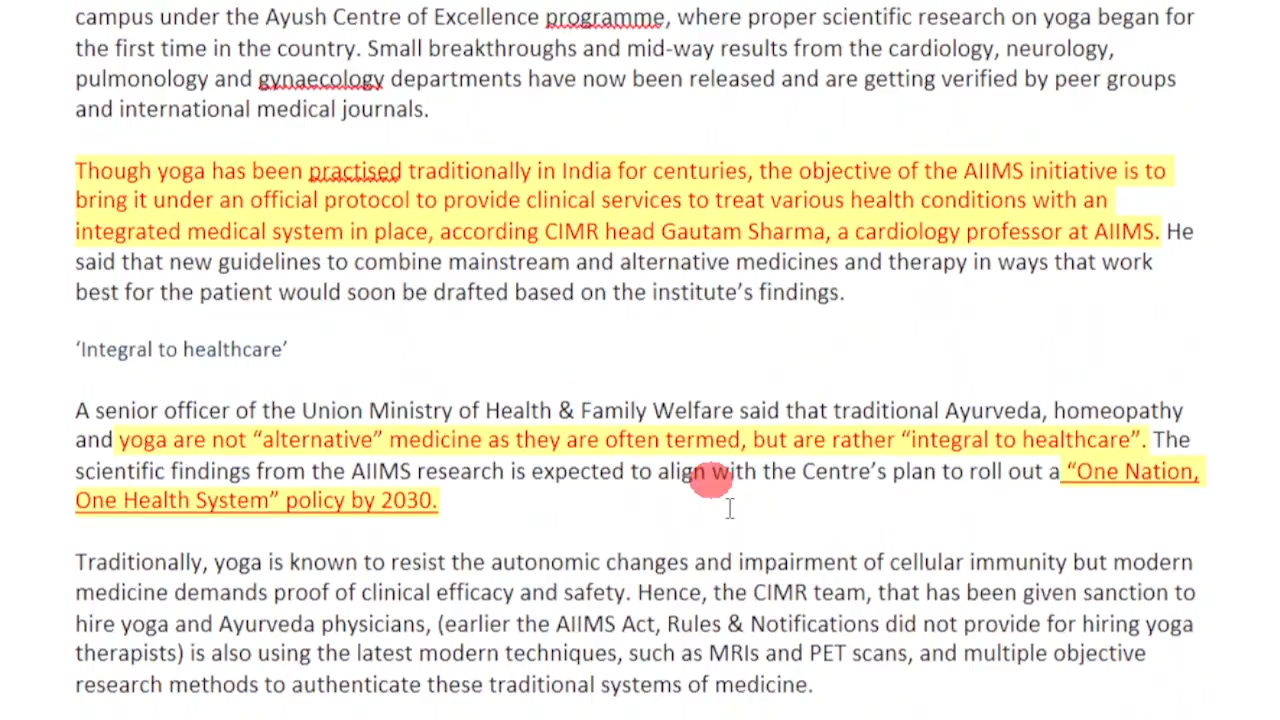 campus under the Ayush Centre of Excellence programme, where proper scientific research on yoga began for
the first time in the country. Small breakthroughs and mid-way results from the cardiology, neurology,
pulmonology and gynaecology departments have now been released and are getting verified by peer groups
and international medical journals.
Though yoga has been practised traditionally in India for centuries, the objective of the AIIMS initiative is to
bring it under an official protocol to provide clinical services to treat various health conditions with an
integrated medical system in place, according CIMR head Gautam Sharma, a cardiology professor at AIIMS. He
said that new guidelines to combine mainstream and alternative medicines and therapy in ways that work
best for the patient would soon be drafted based on the institute’s findings.
‘Integral to healthcare’
A senior officer of the Union Ministry of Health & Family Welfare said that traditional Ayurveda, homeopathy
and yoga are not “alternative” medicine as they are often termed, but are rather “integral to healthcare”. The
scientific findings from the AIIMS research is expected to align with the Centre’s plan to roll out a “One Nation,
One Health System” policy by 2030.
Traditionally, yoga is known to resist the autonomic changes and impairment of cellular immunity but modern
medicine demands proof of clinical efficacy and safety. Hence, the CIMR team, that has been given sanction to
hire yoga and Ayurveda physicians, (earlier the AIIMS Act, Rules & Notifications did not provide for hiring yoga
therapists) is also using the latest modern techniques, such as MRIs and PET scans, and multiple objective
research methods to authenticate these traditional systems of medicine.